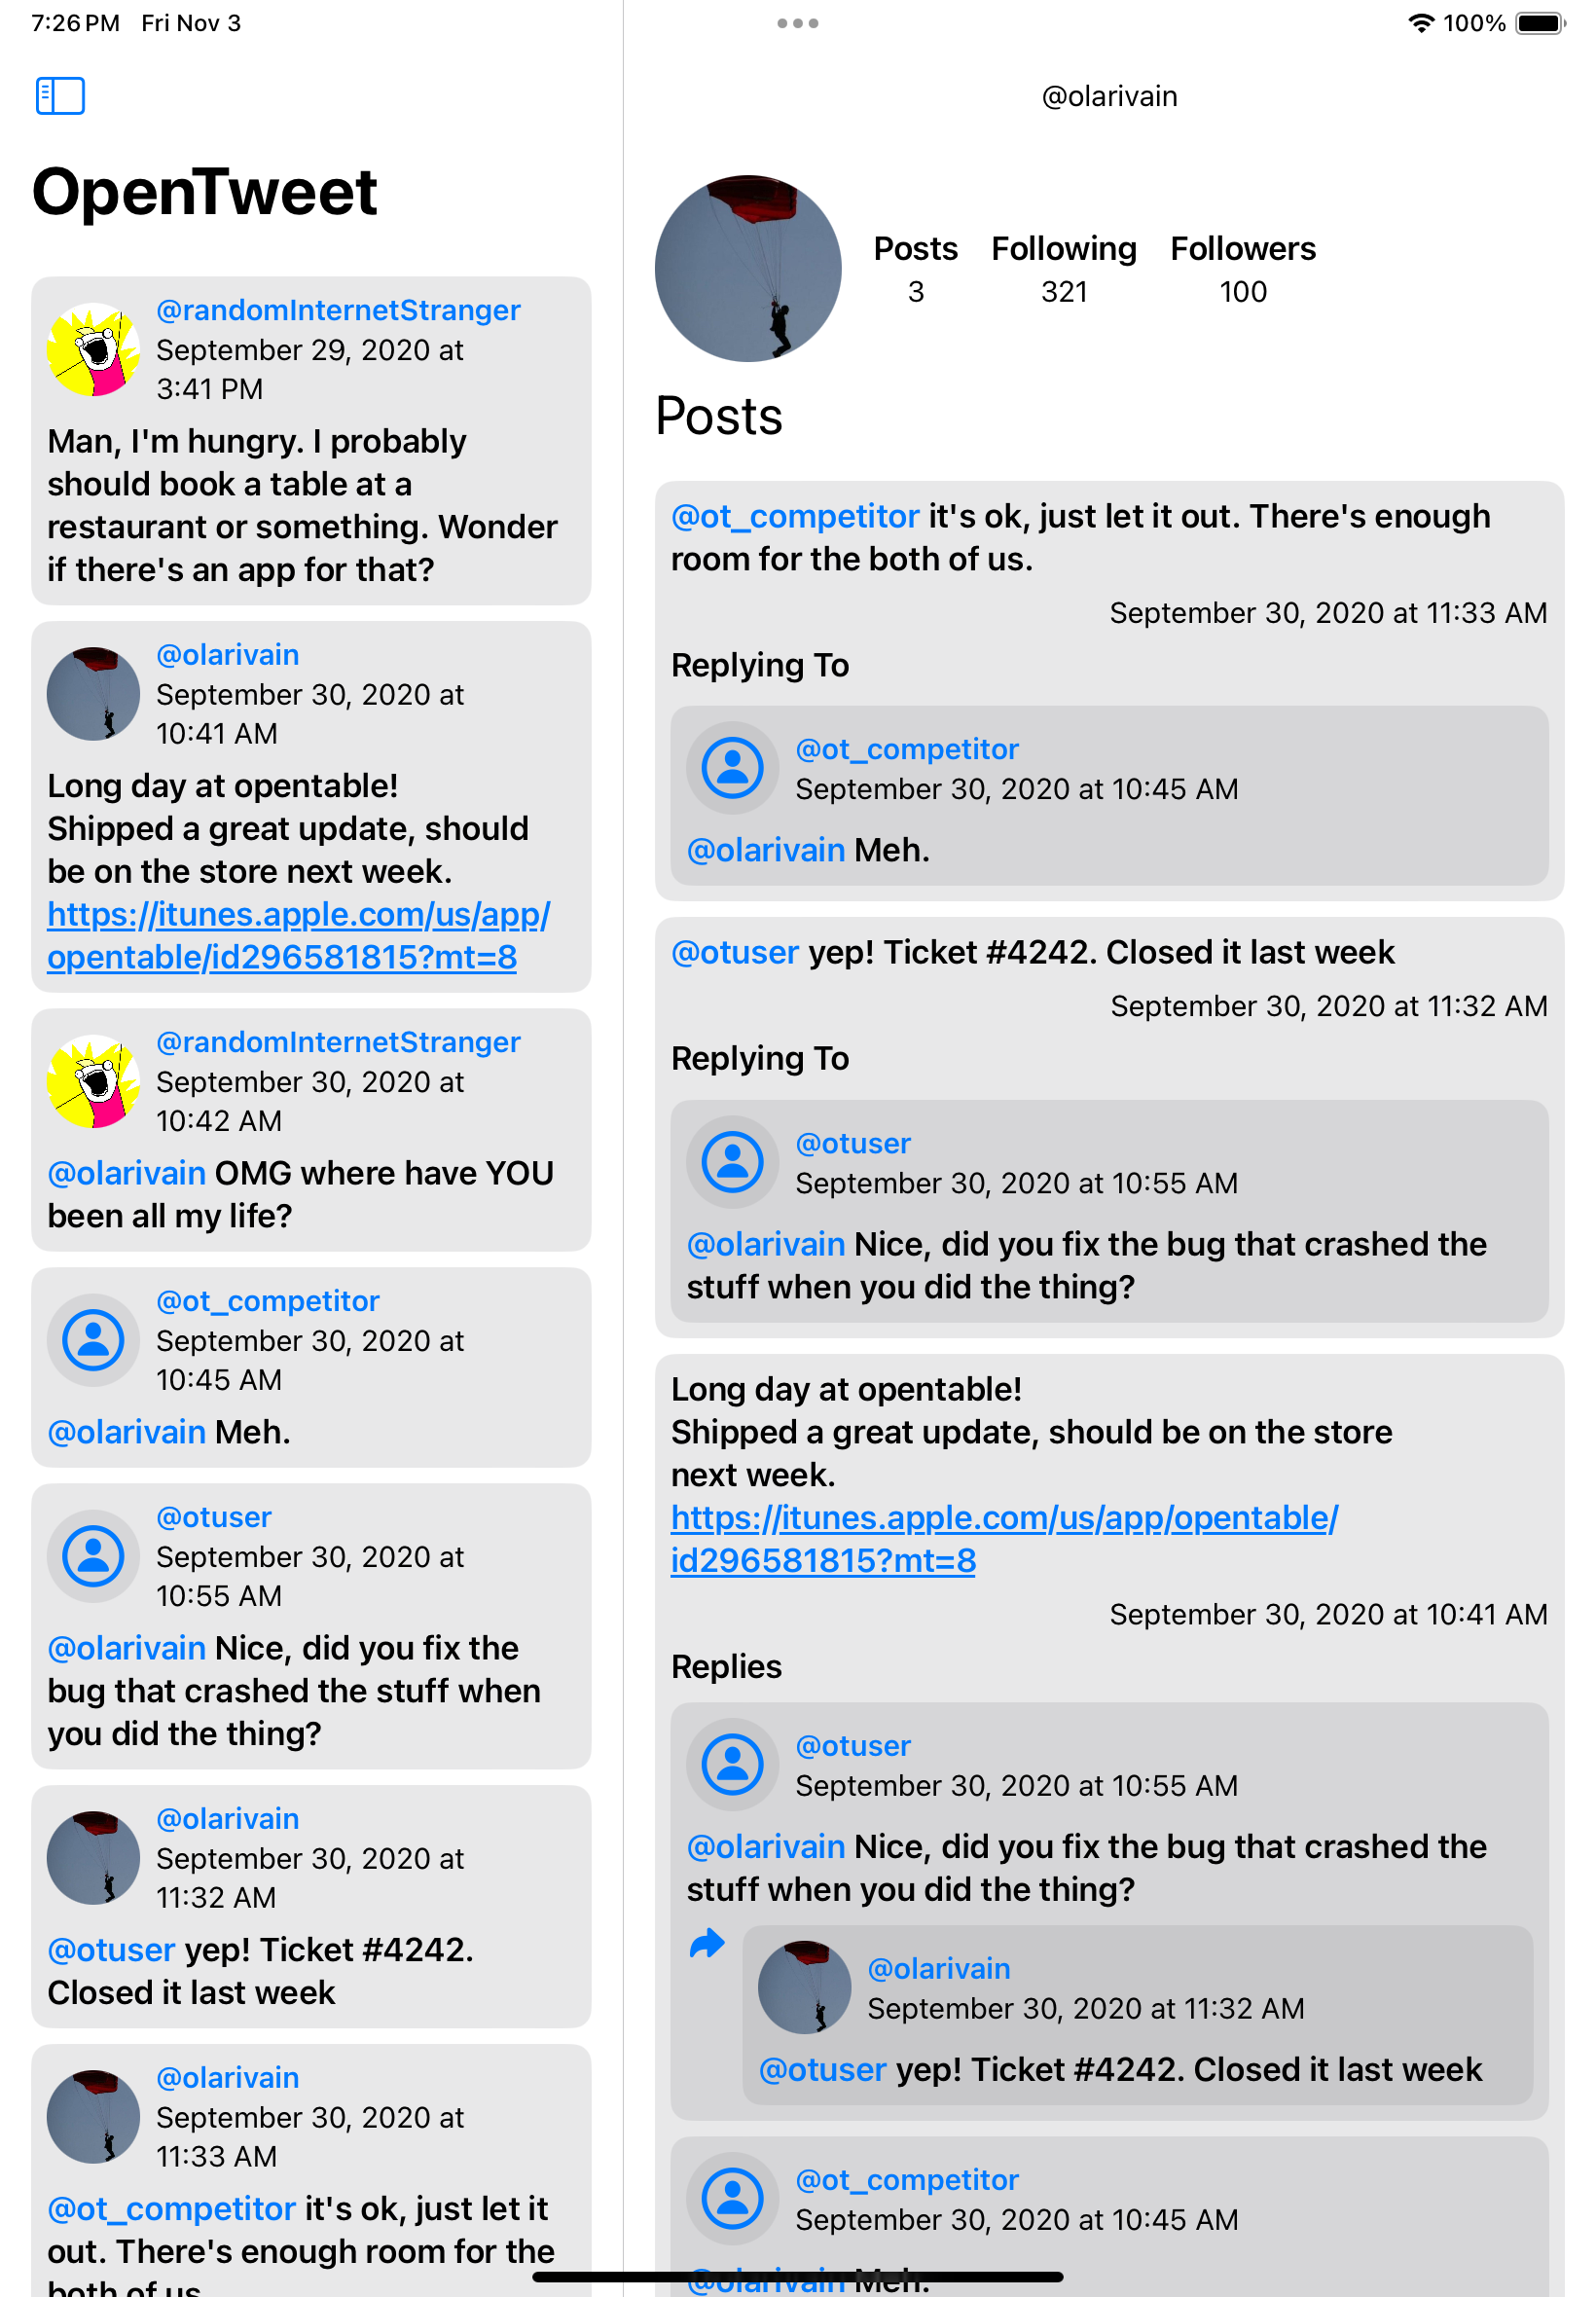 7:26 PM Fri Nov 3
100%
OpenTweet
@randomInternetStranger
September 29, 2020 at
3:41 PM
Man, I'm hungry. I probably
should book a table at a
restaurant or something. Wonder
if there's an app for that?
@olarivain
September 30, 2020 at
10:41 AM
Long day at opentable!
Shipped a great update, should
be on the store next week.
https://itunes.apple.com/us/app/
opentable/id296581815?mt=8
@randomInternetStranger
September 30, 2020 at
10:42 AM
@olarivain OMG where have YOU
been all my life?
@ot_competitor
September 30, 2020 at
10:45 AM
@olarivain Meh.
@otuser
September 30, 2020 at
10:55 AM
@olarivain Nice, did you fix the
bug that crashed the stuff when
you did the thing?
@olarivain
September 30, 2020 at
11:32 AM
@otuser yep! Ticket #4242.
Closed it last week
@olarivain
September 30, 2020 at
11:33 AM
@ot_competitor it's ok, just let it
out. There's enough room for the
both of us.
@olarivain
Posts Following Followers
3 321 100
Posts
@ot_competitor it's ok, just let it out. There's enough
room for the both of us.
September 30, 2020 at 11:33 AM
Replying To
@ot_competitor
September 30, 2020 at 10:45 AM
@olarivain Meh.
@otuser yep! Ticket #4242. Closed it last week
September 30, 2020 at 11:32 AM
Replying To
@otuser
September 30, 2020 at 10:55 AM
@olarivain Nice, did you fix the bug that crashed the
stuff when you did the thing?
Long day at opentable!
Shipped a great update, should be on the store
next week.
https://itunes.apple.com/us/app/opentable/
id296581815?mt=8
September 30, 2020 at 10:41 AM
Replies
@otuser
September 30, 2020 at 10:55 AM
@olarivain Nice, did you fix the bug that crashed the
stuff when you did the thing?
@olarivain
September 30, 2020 at 11:32 AM
@otuser yep! Ticket #4242. Closed it last week
@ot_competitor
September 30, 2020 at 10:45 AM
@olarivain Meh.